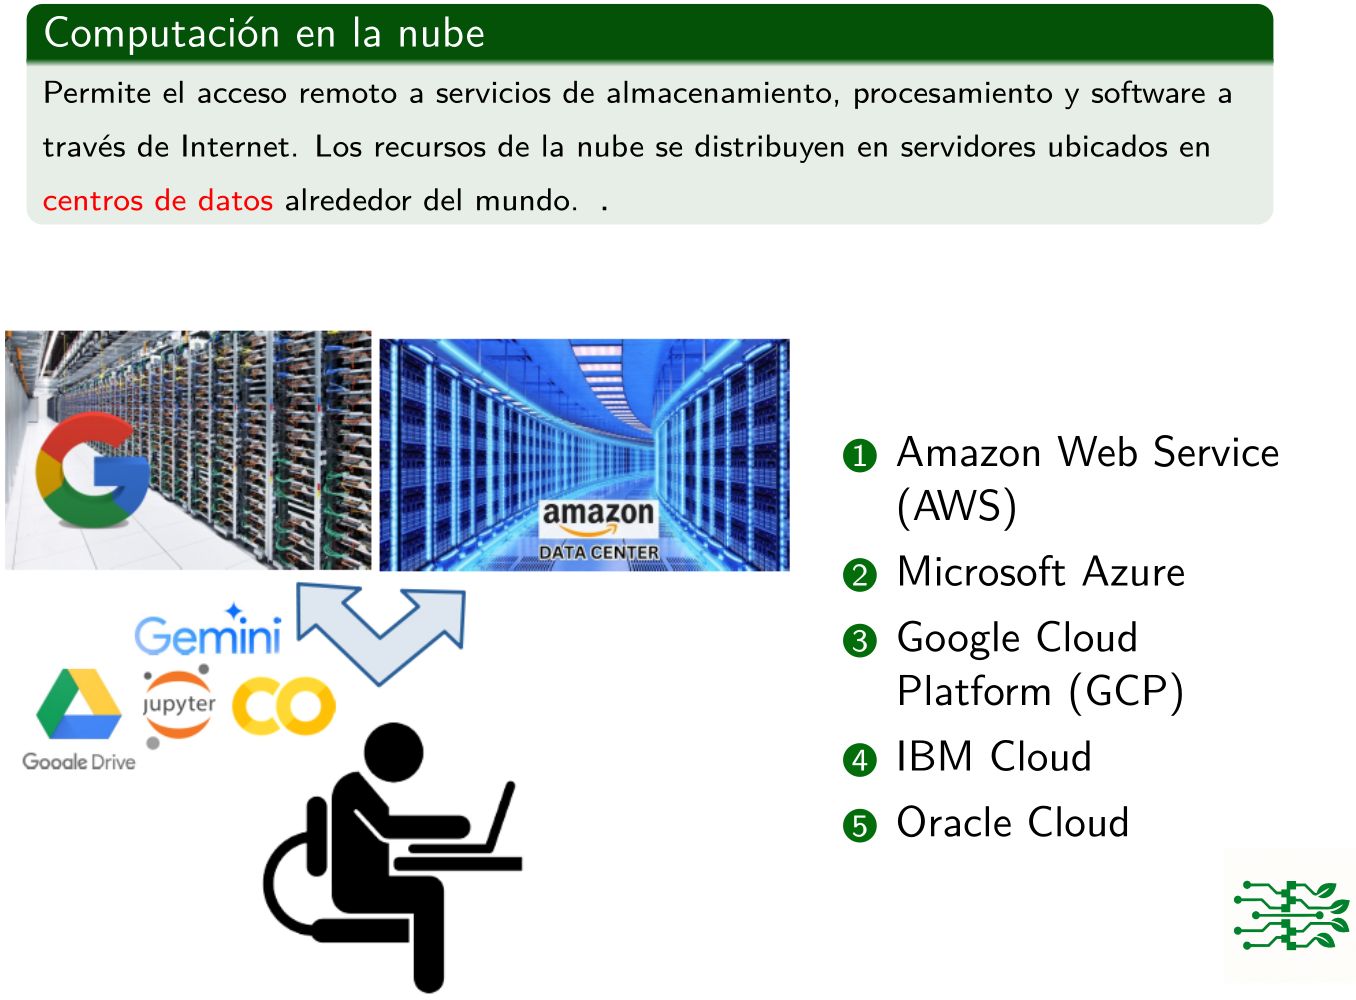 Computación en la nube
Permite el acceso remoto a servicios de almacenamiento, procesamiento y software a
través de Internet. Los recursos de la nube se distribuyen en servidores ubicados en
centros de datos alrededor del mundo. .
amazon
DATA CENTER
Gemini
jupyter
CO
Google Drive
1 Amazon Web Service
(AWS)
2 Microsoft Azure
3 Google Cloud
Platform (GCP)
4 IBM Cloud
5 Oracle Cloud